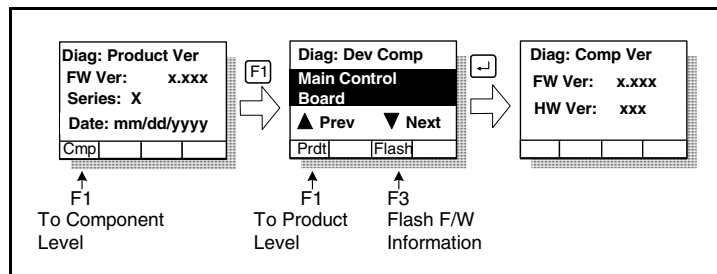 Diag: Product Ver
FW Ver: x.xxx
Series: X
Date: mm/dd/yyyy
Cmp
F1
To Component
Level
F1
Diag: Dev Comp
Main Control
Board
▲ Prev ▼ Next
Prdt Flash
F1
To Product
Level
F3
Flash F/W
Information
↵
Diag: Comp Ver
FW Ver: x.xxx
HW Ver: xxx